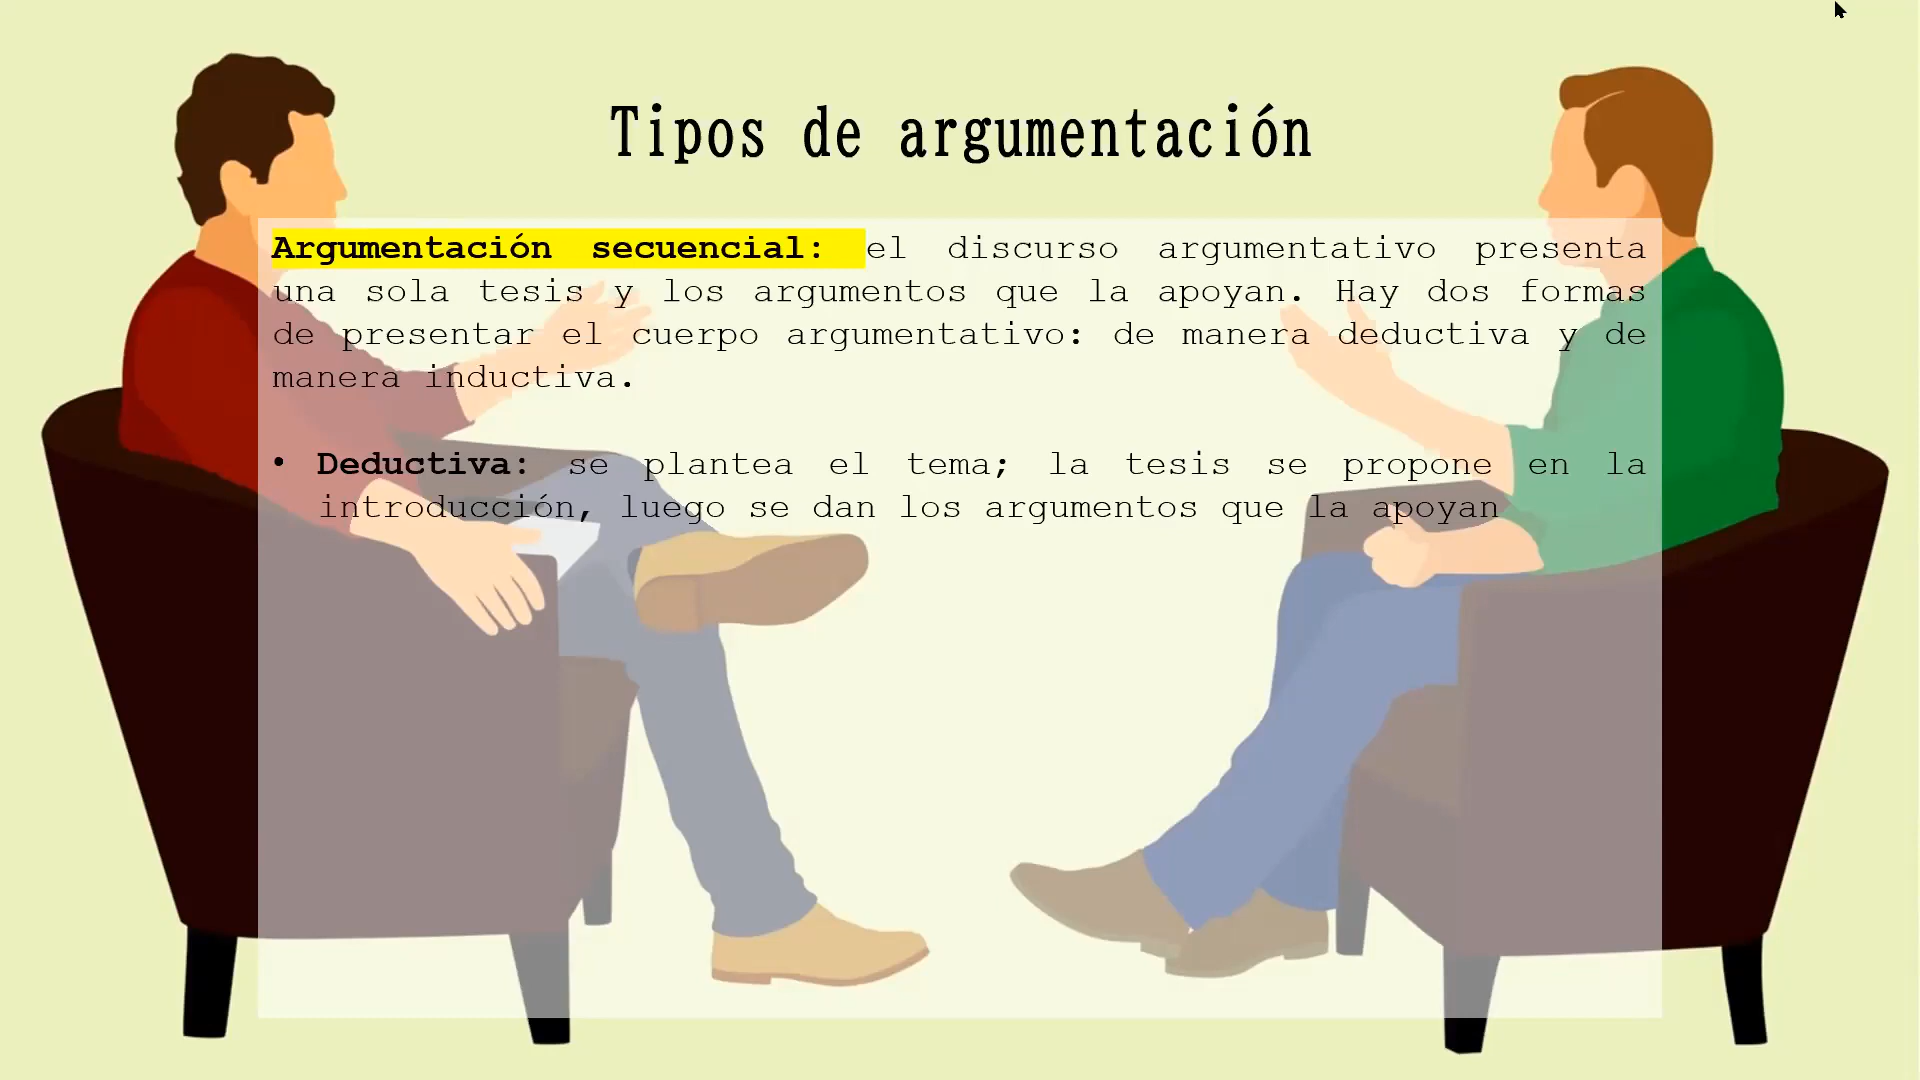 Tipos de argumentación
Argumentación secuencial: el discurso argumentativo presenta
una sola tesis y los argumentos que la apoyan. Hay dos formas
de presentar el cuerpo argumentativo: de manera deductiva y de
manera inductiva.
• Deductiva: se plantea el tema; la tesis se propone en la
introducción, luego se dan los argumentos que la apoyan